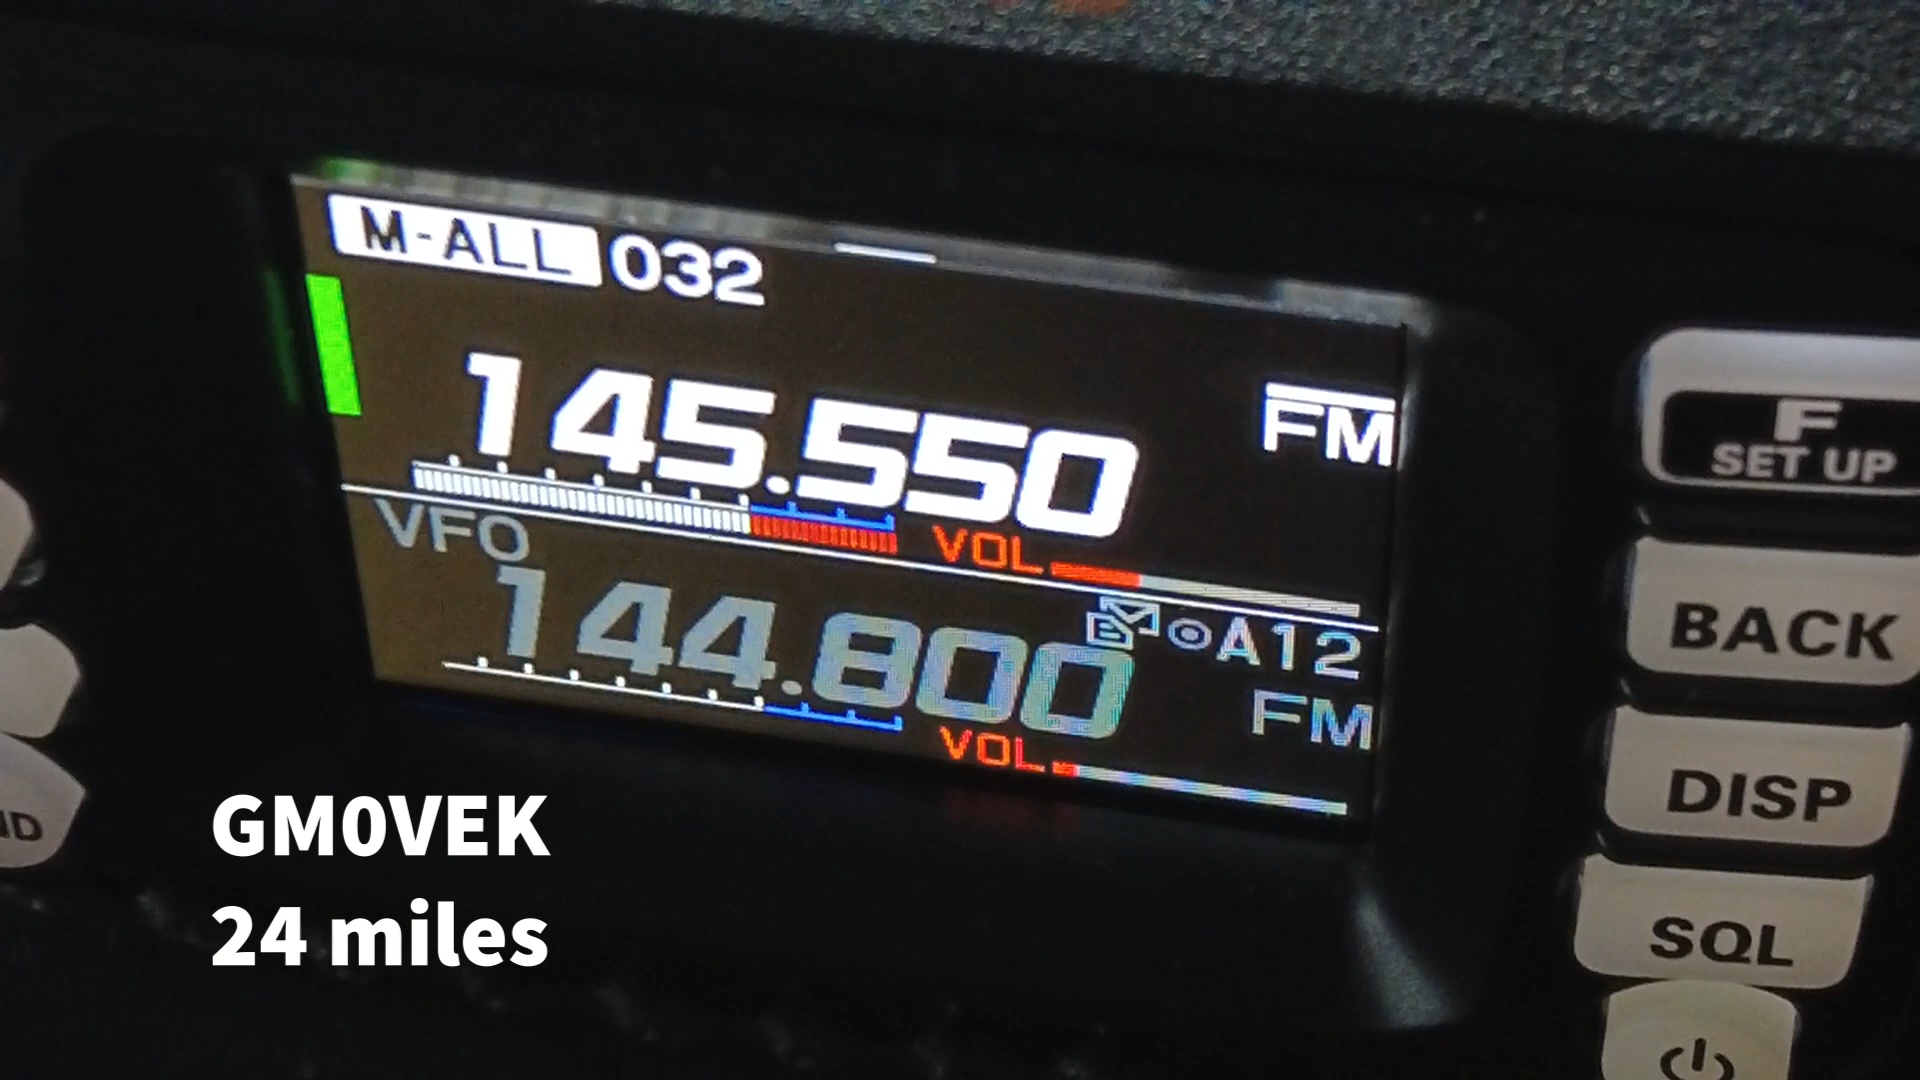 M-ALL 032
145.550 FM
VOL
VFO
A12
144.800 FM
VOL
F
SET UP
BACK
DISP
SQL
GM0VEK
24 miles